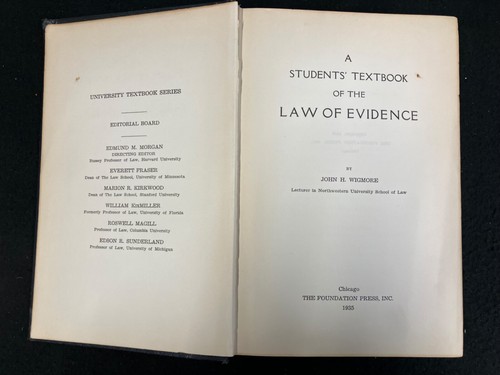 UNIVERSITY TEXTBOOK SERIES
EDITORIAL BOARD
EDMUND M. MORGAN
DIRECTING EDITOR
Bussey Professor of Law, Harvard University
EVERETT FRASER
Dean of The Law School, University of Minnesota
MARION R. KIRKWOOD
Dean of The Law School, Stanford University
WILLIAM MINOR LILE
Formerly Professor of Law, University of Florida
ROSWELL MAGILL
Professor of Law, Columbia University
EDSON R. SUNDERLAND
Professor of Law, University of Michigan
A
STUDENTS' TEXTBOOK
OF THE
LAW OF EVIDENCE
BY
JOHN H. WIGMORE
Lecturer in Northwestern University School of Law
Chicago
THE FOUNDATION PRESS, INC.
1935